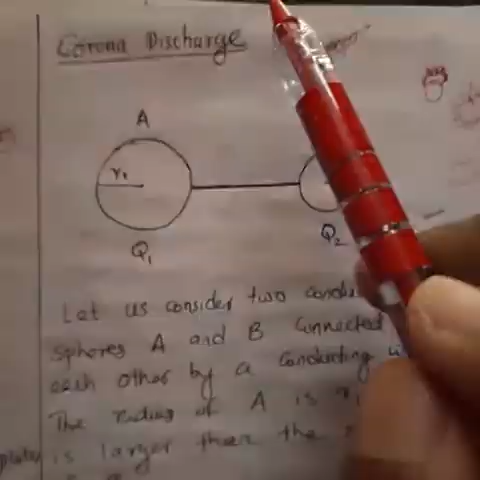 Corona Discharge
A
r₁
Q₁
Q₂
Let us consider two
spheres A and B connected
each other by a conducting
The radius of A is r₁
is larger than the